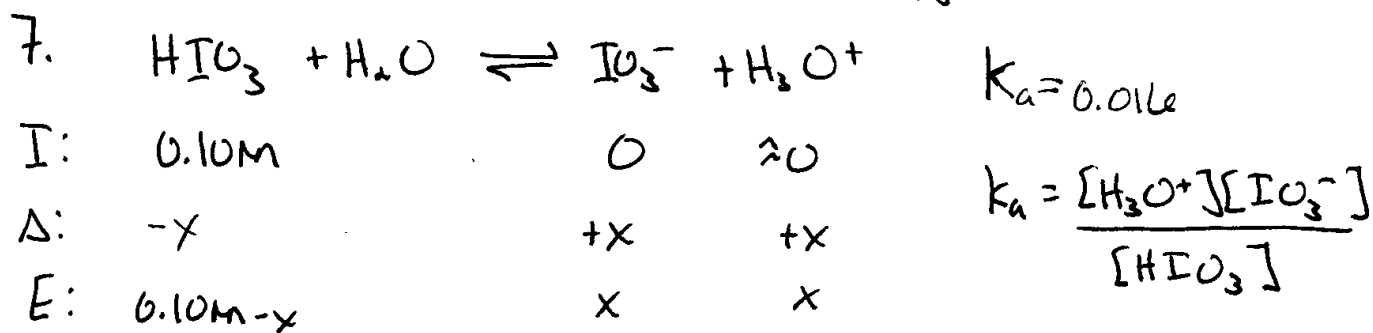 7. HIO₃ + H₂O ⇌ IO₃⁻ + H₃O⁺
Kₐ = 0.016
I: 0.10M 0 ≈0
Kₐ = [H₃O⁺][IO₃⁻] / [HIO₃]
Δ: -x +x +x
E: 0.10M-x x x